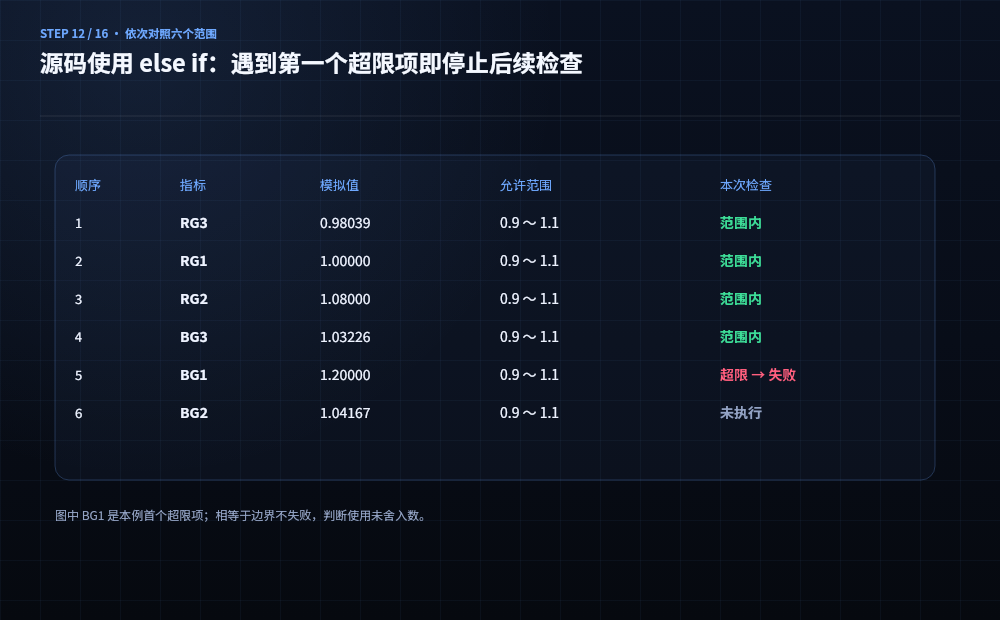 STEP 12 / 16 · 依次对照六个范围
源码使用 else if：遇到第一个超限项即停止后续检查
顺序 指标 模拟值 允许范围 本次检查
1 RG3 0.98039 0.9 ～ 1.1 范围内
2 RG1 1.00000 0.9 ～ 1.1 范围内
3 RG2 1.08000 0.9 ～ 1.1 范围内
4 BG3 1.03226 0.9 ～ 1.1 范围内
5 BG1 1.20000 0.9 ～ 1.1 超限 → 失败
6 BG2 1.04167 0.9 ～ 1.1 未执行
图中 BG1 是本例首个超限项；相等于边界不失败，判断使用未舍入数。